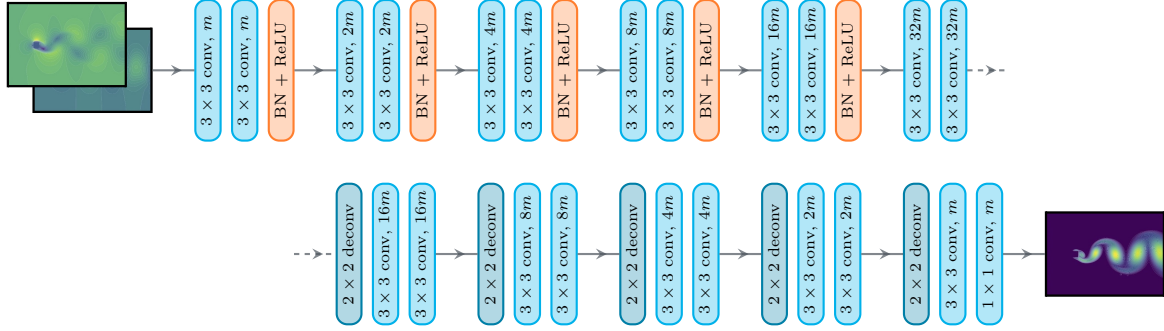 3 × 3 conv, m
3 × 3 conv, m
BN + ReLU
3 × 3 conv, 2m
3 × 3 conv, 2m
BN + ReLU
3 × 3 conv, 4m
3 × 3 conv, 4m
BN + ReLU
3 × 3 conv, 8m
3 × 3 conv, 8m
BN + ReLU
3 × 3 conv, 16m
3 × 3 conv, 16m
BN + ReLU
3 × 3 conv, 32m
3 × 3 conv, 32m
2 × 2 deconv
3 × 3 conv, 16m
3 × 3 conv, 16m
2 × 2 deconv
3 × 3 conv, 8m
3 × 3 conv, 8m
2 × 2 deconv
3 × 3 conv, 4m
3 × 3 conv, 4m
2 × 2 deconv
3 × 3 conv, 2m
3 × 3 conv, 2m
2 × 2 deconv
3 × 3 conv, m
1 × 1 conv, m